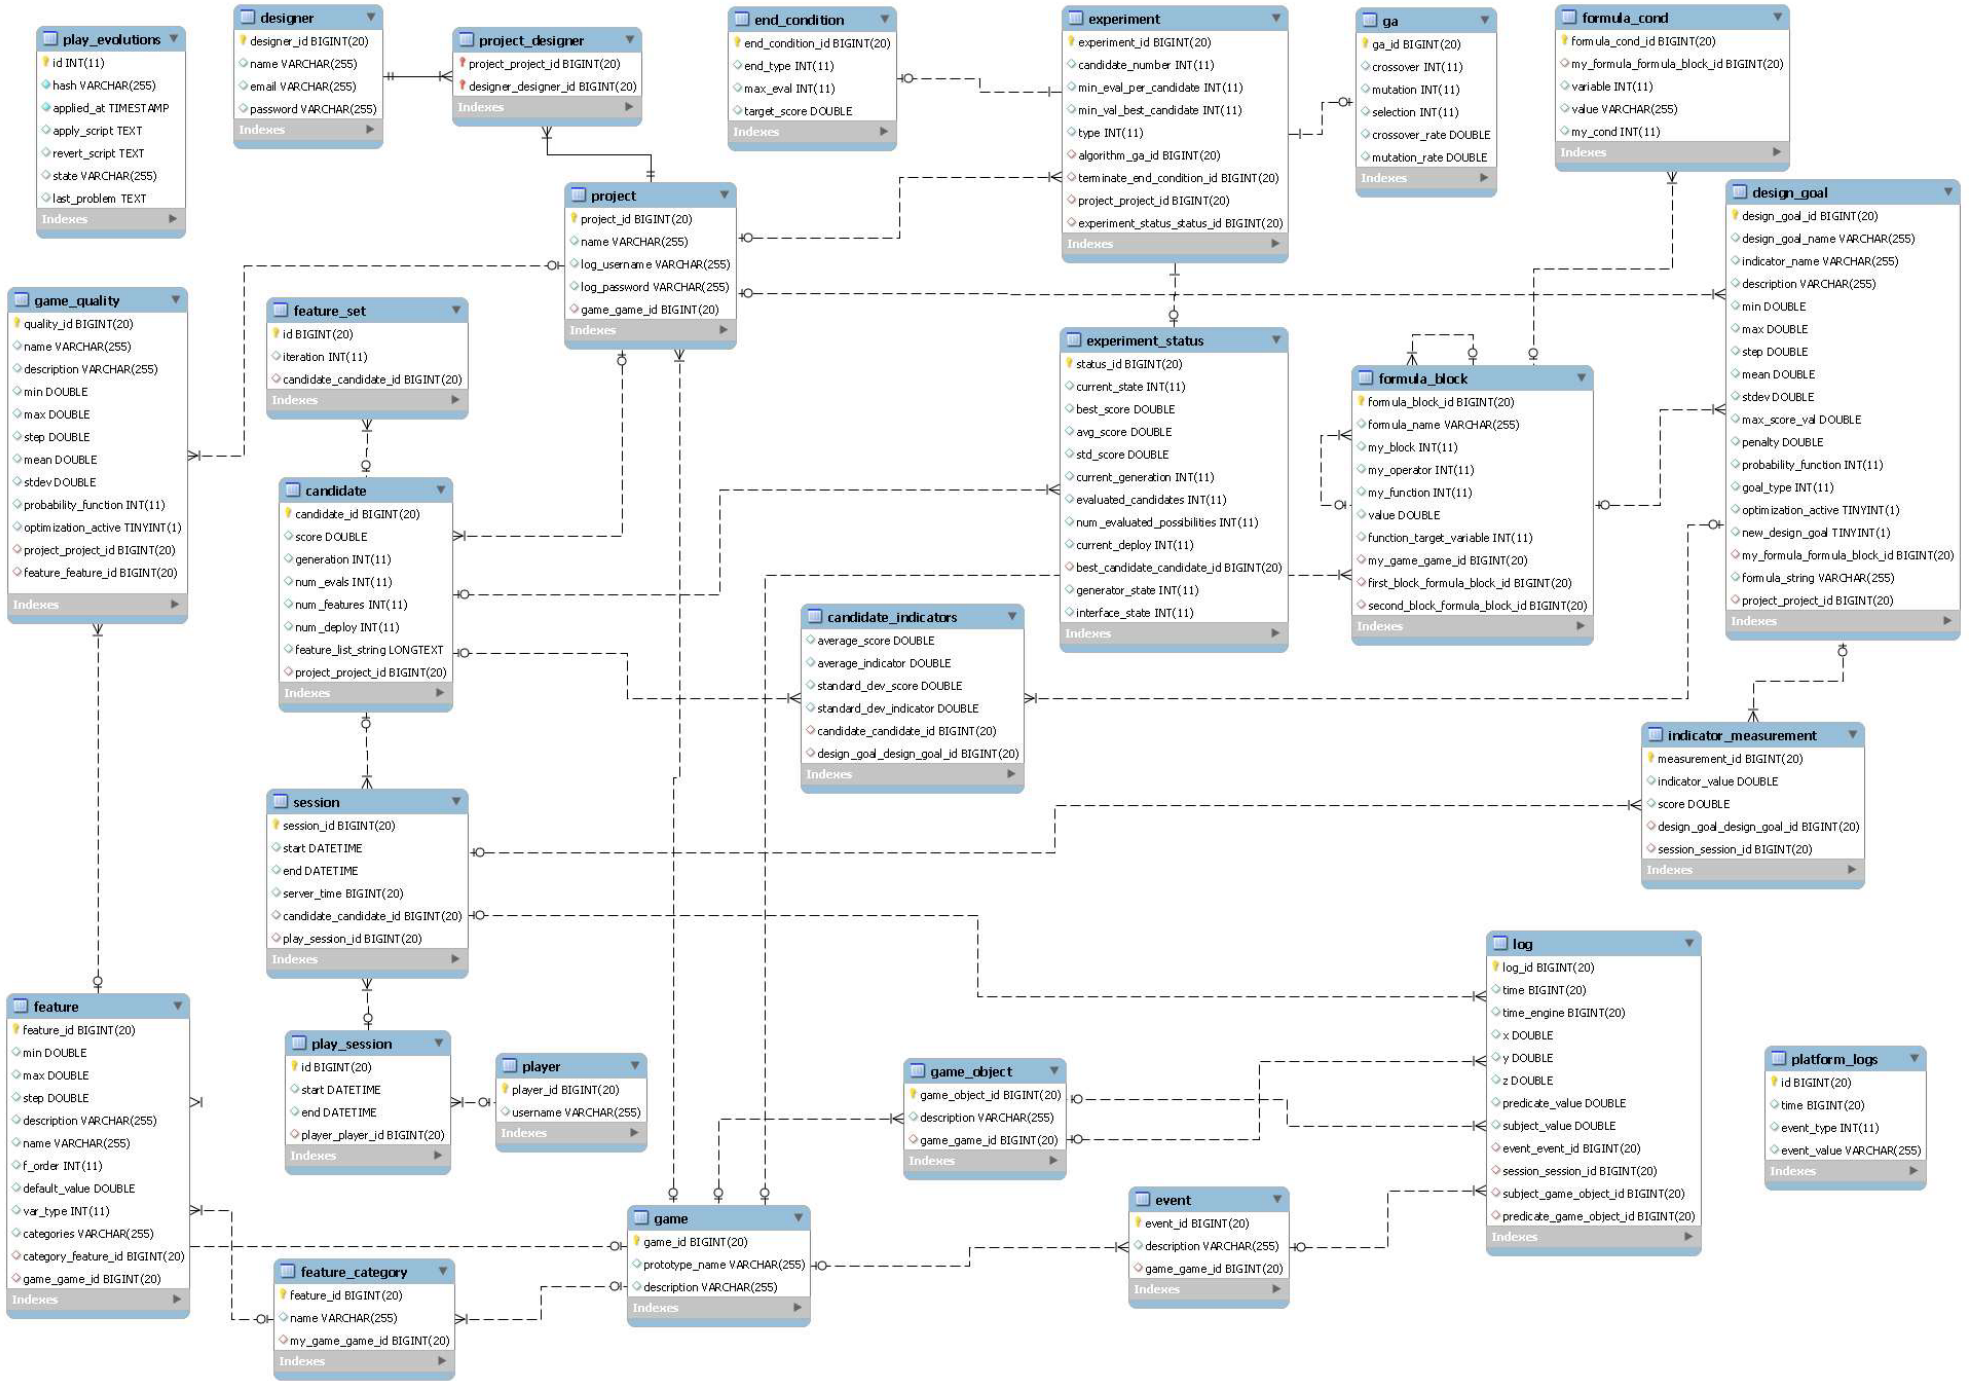 play_evolutions
id INT(11)
hash VARCHAR(255)
applied_at TIMESTAMP
apply_script TEXT
revert_script TEXT
state VARCHAR(255)
last_problem TEXT
Indexes
designer
designer_id BIGINT(20)
name VARCHAR(255)
email VARCHAR(255)
password VARCHAR(255)
Indexes
project_designer
project_project_id BIGINT(20)
designer_designer_id BIGINT(20)
Indexes
end_condition
end_condition_id BIGINT(20)
end_type INT(11)
max_eval INT(11)
target_score DOUBLE
Indexes
experiment
experiment_id BIGINT(20)
candidate_number INT(11)
min_eval_per_candidate INT(11)
min_val_best_candidate INT(11)
type INT(11)
algorithm_ga_id BIGINT(20)
terminate_end_condition_id BIGINT(20)
project_project_id BIGINT(20)
experiment_status_status_id BIGINT(20)
Indexes
ga
ga_id BIGINT(20)
crossover INT(11)
mutation INT(11)
selection INT(11)
crossover_rate DOUBLE
mutation_rate DOUBLE
Indexes
formula_cond
formula_cond_id BIGINT(20)
my_formula_formula_block_id BIGINT(20)
variable INT(11)
value VARCHAR(255)
my_cond INT(11)
Indexes
project
project_id BIGINT(20)
name VARCHAR(255)
log_username VARCHAR(255)
log_password VARCHAR(255)
game_game_id BIGINT(20)
Indexes
design_goal
design_goal_id BIGINT(20)
design_goal_name VARCHAR(255)
indicator_name VARCHAR(255)
description VARCHAR(255)
min DOUBLE
max DOUBLE
step DOUBLE
mean DOUBLE
stdev DOUBLE
max_score_val DOUBLE
penalty DOUBLE
probability_function INT(11)
goal_type INT(11)
optimization_active TINYINT(1)
new_design_goal TINYINT(1)
my_formula_formula_block_id BIGINT(20)
formula_string VARCHAR(255)
project_project_id BIGINT(20)
Indexes
game_quality
quality_id BIGINT(20)
name VARCHAR(255)
description VARCHAR(255)
min DOUBLE
max DOUBLE
step DOUBLE
mean DOUBLE
stdev DOUBLE
probability_function INT(11)
optimization_active TINYINT(1)
project_project_id BIGINT(20)
feature_feature_id BIGINT(20)
Indexes
feature_set
id BIGINT(20)
iteration INT(11)
candidate_candidate_id BIGINT(20)
Indexes
experiment_status
status_id BIGINT(20)
current_state INT(11)
best_score DOUBLE
avg_score DOUBLE
std_score DOUBLE
current_generation INT(11)
evaluated_candidates INT(11)
num_evaluated_possibilities INT(11)
current_deploy INT(11)
best_candidate_candidate_id BIGINT(20)
generator_state INT(11)
interface_state INT(11)
Indexes
formula_block
formula_block_id BIGINT(20)
formula_name VARCHAR(255)
my_block INT(11)
my_operator INT(11)
my_function INT(11)
value DOUBLE
function_target_variable INT(11)
my_game_game_id BIGINT(20)
first_block_formula_block_id BIGINT(20)
second_block_formula_block_id BIGINT(20)
Indexes
candidate
candidate_id BIGINT(20)
score DOUBLE
generation INT(11)
num_evals INT(11)
num_features INT(11)
num_deploy INT(11)
feature_list_string LONGTEXT
project_project_id BIGINT(20)
Indexes
candidate_indicators
average_score DOUBLE
average_indicator DOUBLE
standard_dev_score DOUBLE
standard_dev_indicator DOUBLE
candidate_candidate_id BIGINT(20)
design_goal_design_goal_id BIGINT(20)
Indexes
indicator_measurement
measurement_id BIGINT(20)
indicator_value DOUBLE
score DOUBLE
design_goal_design_goal_id BIGINT(20)
session_session_id BIGINT(20)
Indexes
session
session_id BIGINT(20)
start DATETIME
end DATETIME
server_time BIGINT(20)
candidate_candidate_id BIGINT(20)
play_session_id BIGINT(20)
Indexes
log
log_id BIGINT(20)
time BIGINT(20)
time_engine BIGINT(20)
x DOUBLE
y DOUBLE
z DOUBLE
predicate_value DOUBLE
subject_value DOUBLE
event_event_id BIGINT(20)
session_session_id BIGINT(20)
subject_game_object_id BIGINT(20)
predicate_game_object_id BIGINT(20)
Indexes
feature
feature_id BIGINT(20)
min DOUBLE
max DOUBLE
step DOUBLE
description VARCHAR(255)
name VARCHAR(255)
f_order INT(11)
default_value DOUBLE
var_type INT(11)
categories VARCHAR(255)
category_feature_id BIGINT(20)
game_game_id BIGINT(20)
Indexes
play_session
id BIGINT(20)
start DATETIME
end DATETIME
player_player_id BIGINT(20)
Indexes
player
player_id BIGINT(20)
username VARCHAR(255)
Indexes
game_object
game_object_id BIGINT(20)
description VARCHAR(255)
game_game_id BIGINT(20)
Indexes
platform_logs
id BIGINT(20)
time BIGINT(20)
event_type INT(11)
event_value VARCHAR(255)
Indexes
event
event_id BIGINT(20)
description VARCHAR(255)
game_game_id BIGINT(20)
Indexes
game
game_id BIGINT(20)
prototype_name VARCHAR(255)
description VARCHAR(255)
Indexes
feature_category
feature_id BIGINT(20)
name VARCHAR(255)
my_game_game_id BIGINT(20)
Indexes